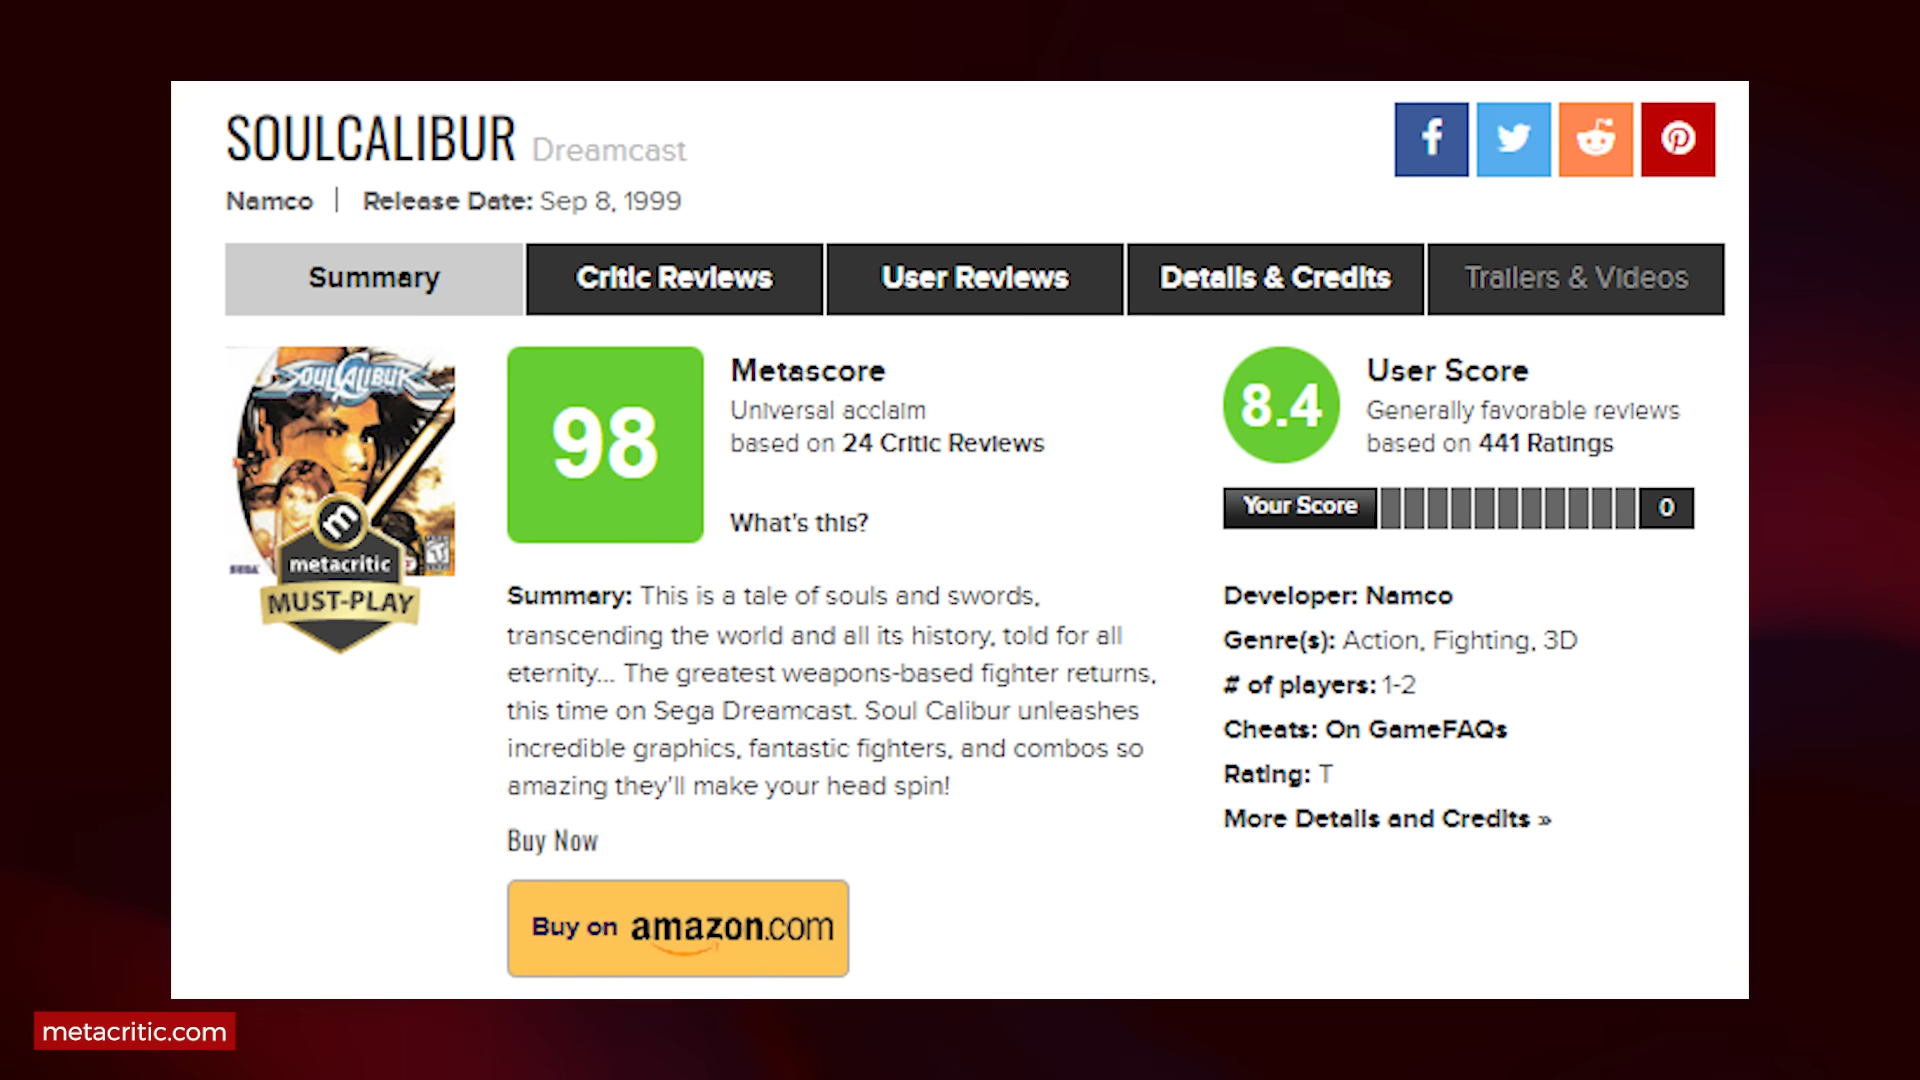 SOULCALIBUR Dreamcast
Namco | Release Date: Sep 8, 1999
Summary
Critic Reviews
User Reviews
Details & Credits
Trailers & Videos
SOULCALIBUR
SEGA
T
m
metacritic
MUST-PLAY
98
Metascore
Universal acclaim
based on 24 Critic Reviews
What's this?
8.4
User Score
Generally favorable reviews
based on 441 Ratings
Your Score
0
Summary: This is a tale of souls and swords,
transcending the world and all its history, told for all
eternity... The greatest weapons-based fighter returns,
this time on Sega Dreamcast. Soul Calibur unleashes
incredible graphics, fantastic fighters, and combos so
amazing they'll make your head spin!
Buy Now
Buy on amazon.com
Developer: Namco
Genre(s): Action, Fighting, 3D
# of players: 1-2
Cheats: On GameFAQs
Rating: T
More Details and Credits »
metacritic.com